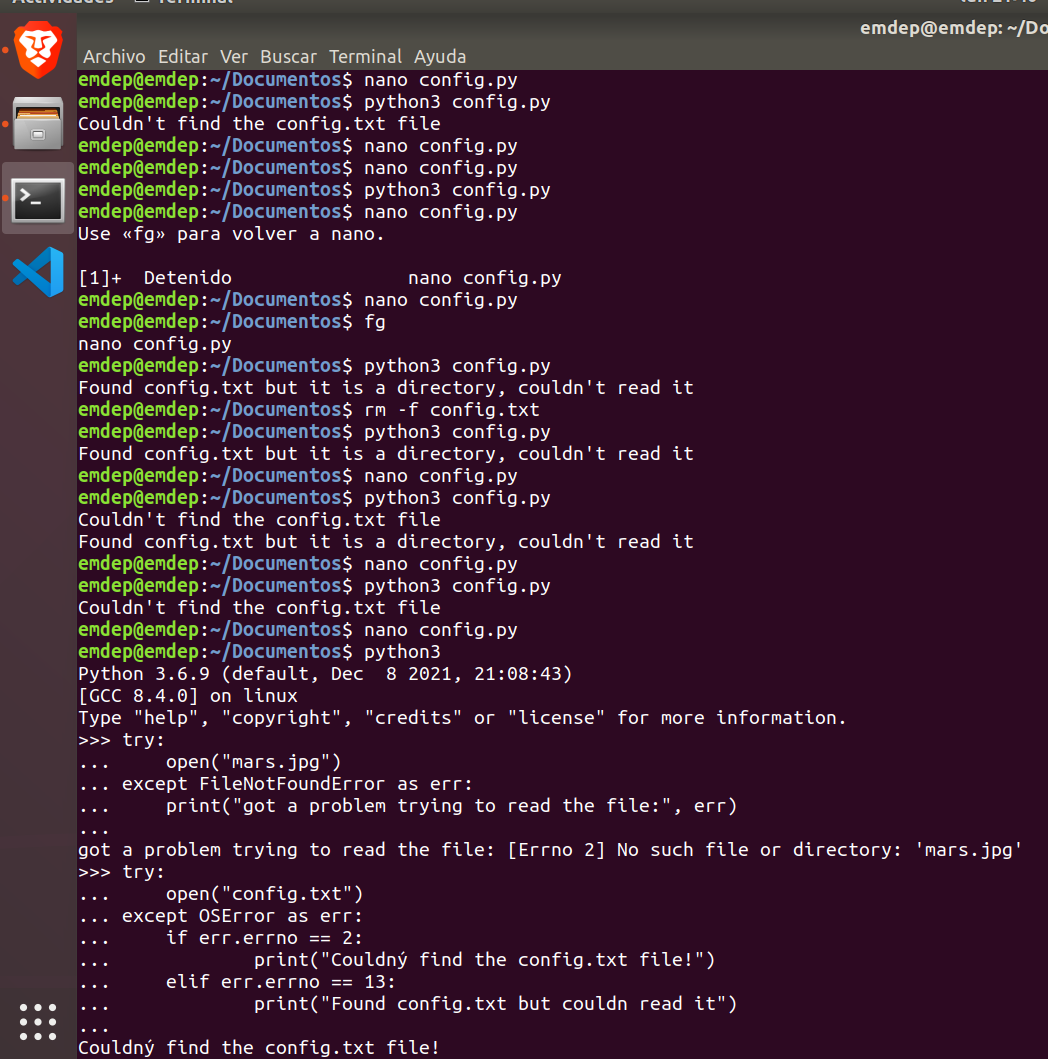 Actividades Terminal
emdep@emdep: ~/Do
Archivo Editar Ver Buscar Terminal Ayuda
emdep@emdep:~/Documentos$ nano config.py
emdep@emdep:~/Documentos$ python3 config.py
Couldn't find the config.txt file
emdep@emdep:~/Documentos$ nano config.py
emdep@emdep:~/Documentos$ nano config.py
emdep@emdep:~/Documentos$ python3 config.py
emdep@emdep:~/Documentos$ nano config.py
Use «fg» para volver a nano.
[1]+  Detenido                nano config.py
emdep@emdep:~/Documentos$ nano config.py
emdep@emdep:~/Documentos$ fg
nano config.py
emdep@emdep:~/Documentos$ python3 config.py
Found config.txt but it is a directory, couldn't read it
emdep@emdep:~/Documentos$ rm -f config.txt
emdep@emdep:~/Documentos$ python3 config.py
Found config.txt but it is a directory, couldn't read it
emdep@emdep:~/Documentos$ nano config.py
emdep@emdep:~/Documentos$ python3 config.py
Couldn't find the config.txt file
Found config.txt but it is a directory, couldn't read it
emdep@emdep:~/Documentos$ nano config.py
emdep@emdep:~/Documentos$ python3 config.py
Couldn't find the config.txt file
emdep@emdep:~/Documentos$ nano config.py
emdep@emdep:~/Documentos$ python3
Python 3.6.9 (default, Dec  8 2021, 21:08:43)
[GCC 8.4.0] on linux
Type "help", "copyright", "credits" or "license" for more information.
>>> try:
...     open("mars.jpg")
... except FileNotFoundError as err:
...     print("got a problem trying to read the file:", err)
...
got a problem trying to read the file: [Errno 2] No such file or directory: 'mars.jpg'
>>> try:
...     open("config.txt")
... except OSError as err:
...     if err.errno == 2:
...             print("Couldný find the config.txt file!")
...     elif err.errno == 13:
...             print("Found config.txt but couldn read it")
...
Couldný find the config.txt file!